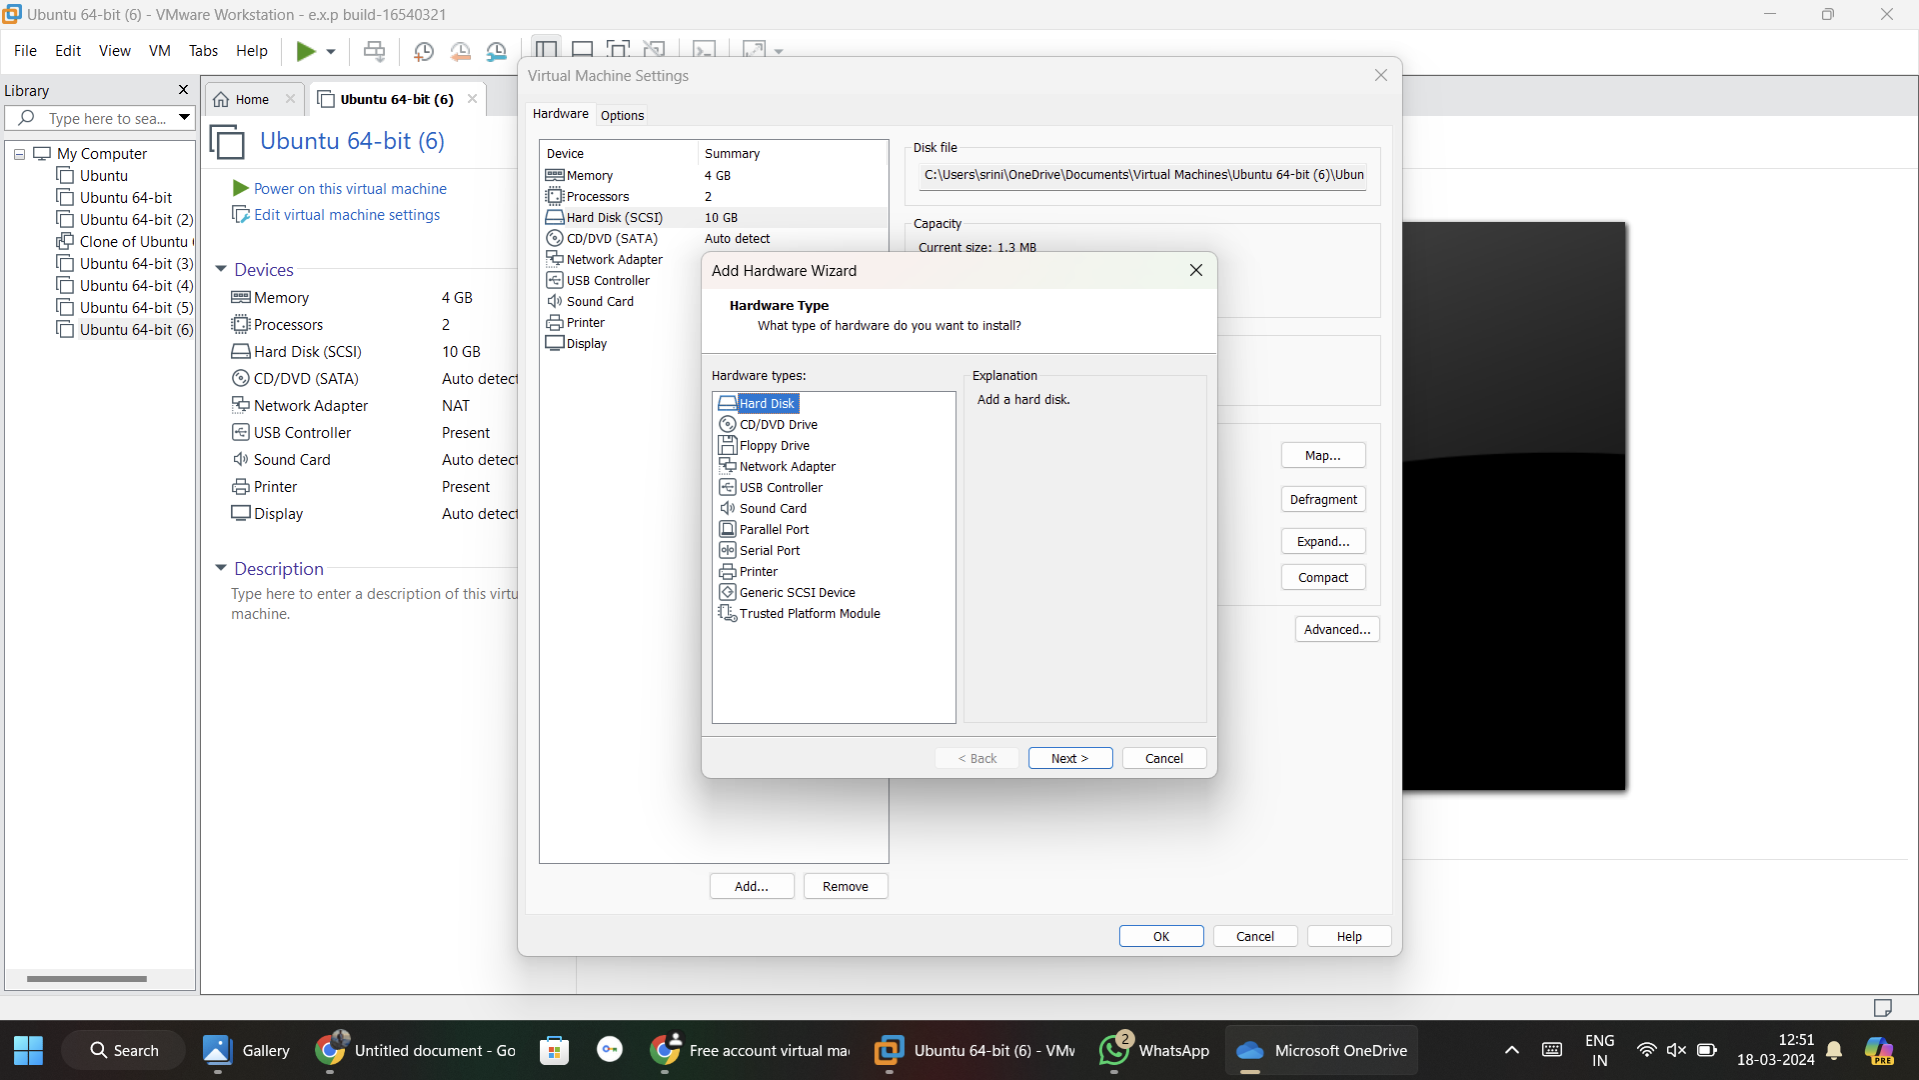 Ubuntu 64-bit (6) - VMware Workstation - e.x.p build-16540321
File Edit View VM Tabs Help
Library
Type here to sea...
My Computer
Ubuntu
Ubuntu 64-bit
Ubuntu 64-bit (2)
Clone of Ubuntu
Ubuntu 64-bit (3)
Ubuntu 64-bit (4)
Ubuntu 64-bit (5)
Ubuntu 64-bit (6)
Home
Ubuntu 64-bit (6)
Ubuntu 64-bit (6)
Power on this virtual machine
Edit virtual machine settings
Devices
Memory 4 GB
Processors 2
Hard Disk (SCSI) 10 GB
CD/DVD (SATA) Auto detect
Network Adapter NAT
USB Controller Present
Sound Card Auto detect
Printer Present
Display Auto detect
Description
Type here to enter a description of this virtu
machine.
Virtual Machine Settings
Hardware Options
Device Summary
Memory 4 GB
Processors 2
Hard Disk (SCSI) 10 GB
CD/DVD (SATA) Auto detect
Network Adapter
USB Controller
Sound Card
Printer
Display
Disk file
C:\Users\srini\OneDrive\Documents\Virtual Machines\Ubuntu 64-bit (6)\Ubun
Capacity
Current size: 1.3 MB
Add Hardware Wizard
Hardware Type
What type of hardware do you want to install?
Hardware types:
Hard Disk
CD/DVD Drive
Floppy Drive
Network Adapter
USB Controller
Sound Card
Parallel Port
Serial Port
Printer
Generic SCSI Device
Trusted Platform Module
Explanation
Add a hard disk.
< Back Next > Cancel
Map...
Defragment
Expand...
Compact
Advanced...
Add... Remove
OK Cancel Help
Search
Gallery
Untitled document - Go
Free account virtual ma
Ubuntu 64-bit (6) - VMw
2
WhatsApp
Microsoft OneDrive
ENG
IN
12:51
18-03-2024
PRE